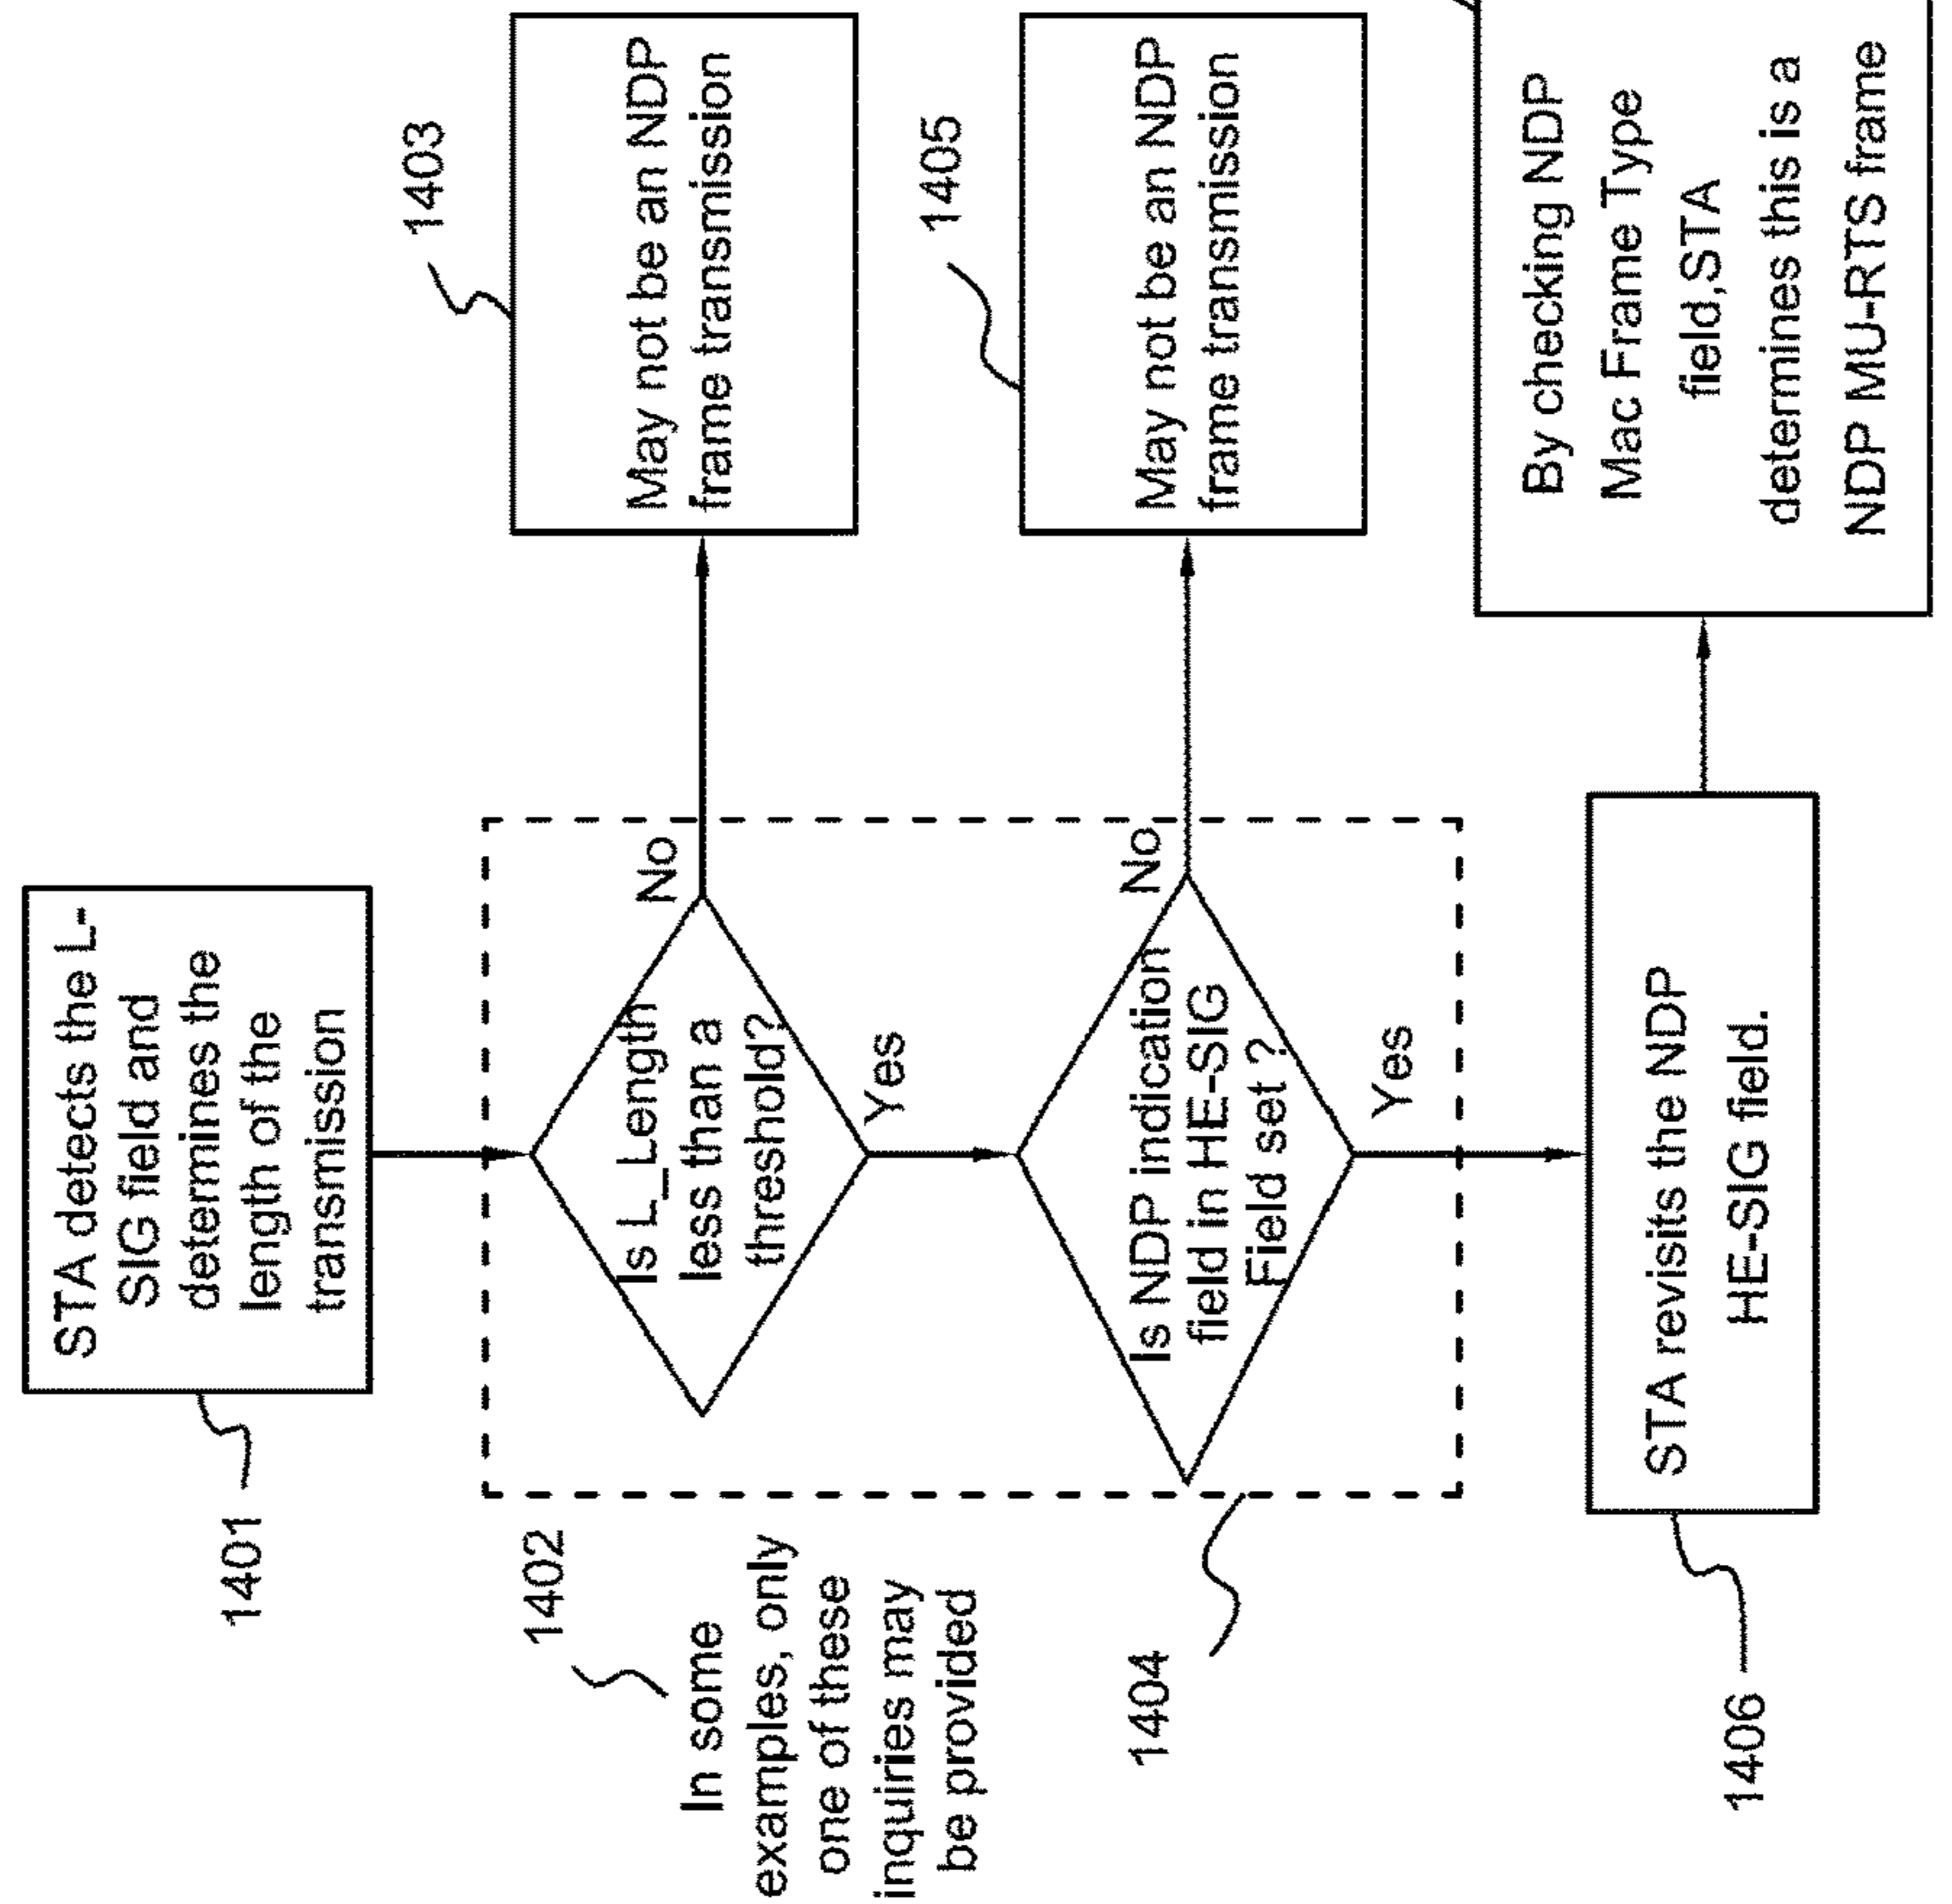 STA detects the L-
SIG field and
determines the
length of the
transmission
1401
1402
In some
examples, only
one of these
inquiries may
be provided
Is L_Length
less than a
threshold?
No
Yes
May not be an NDP
frame transmission
1403
1404
Is NDP indication
field in HE-SIG
Field set ?
No
Yes
May not be an NDP
frame transmission
1405
STA revisits the NDP
HE-SIG field.
1406
By checking NDP
Mac Frame Type
field,STA
determines this is a
NDP MU-RTS frame